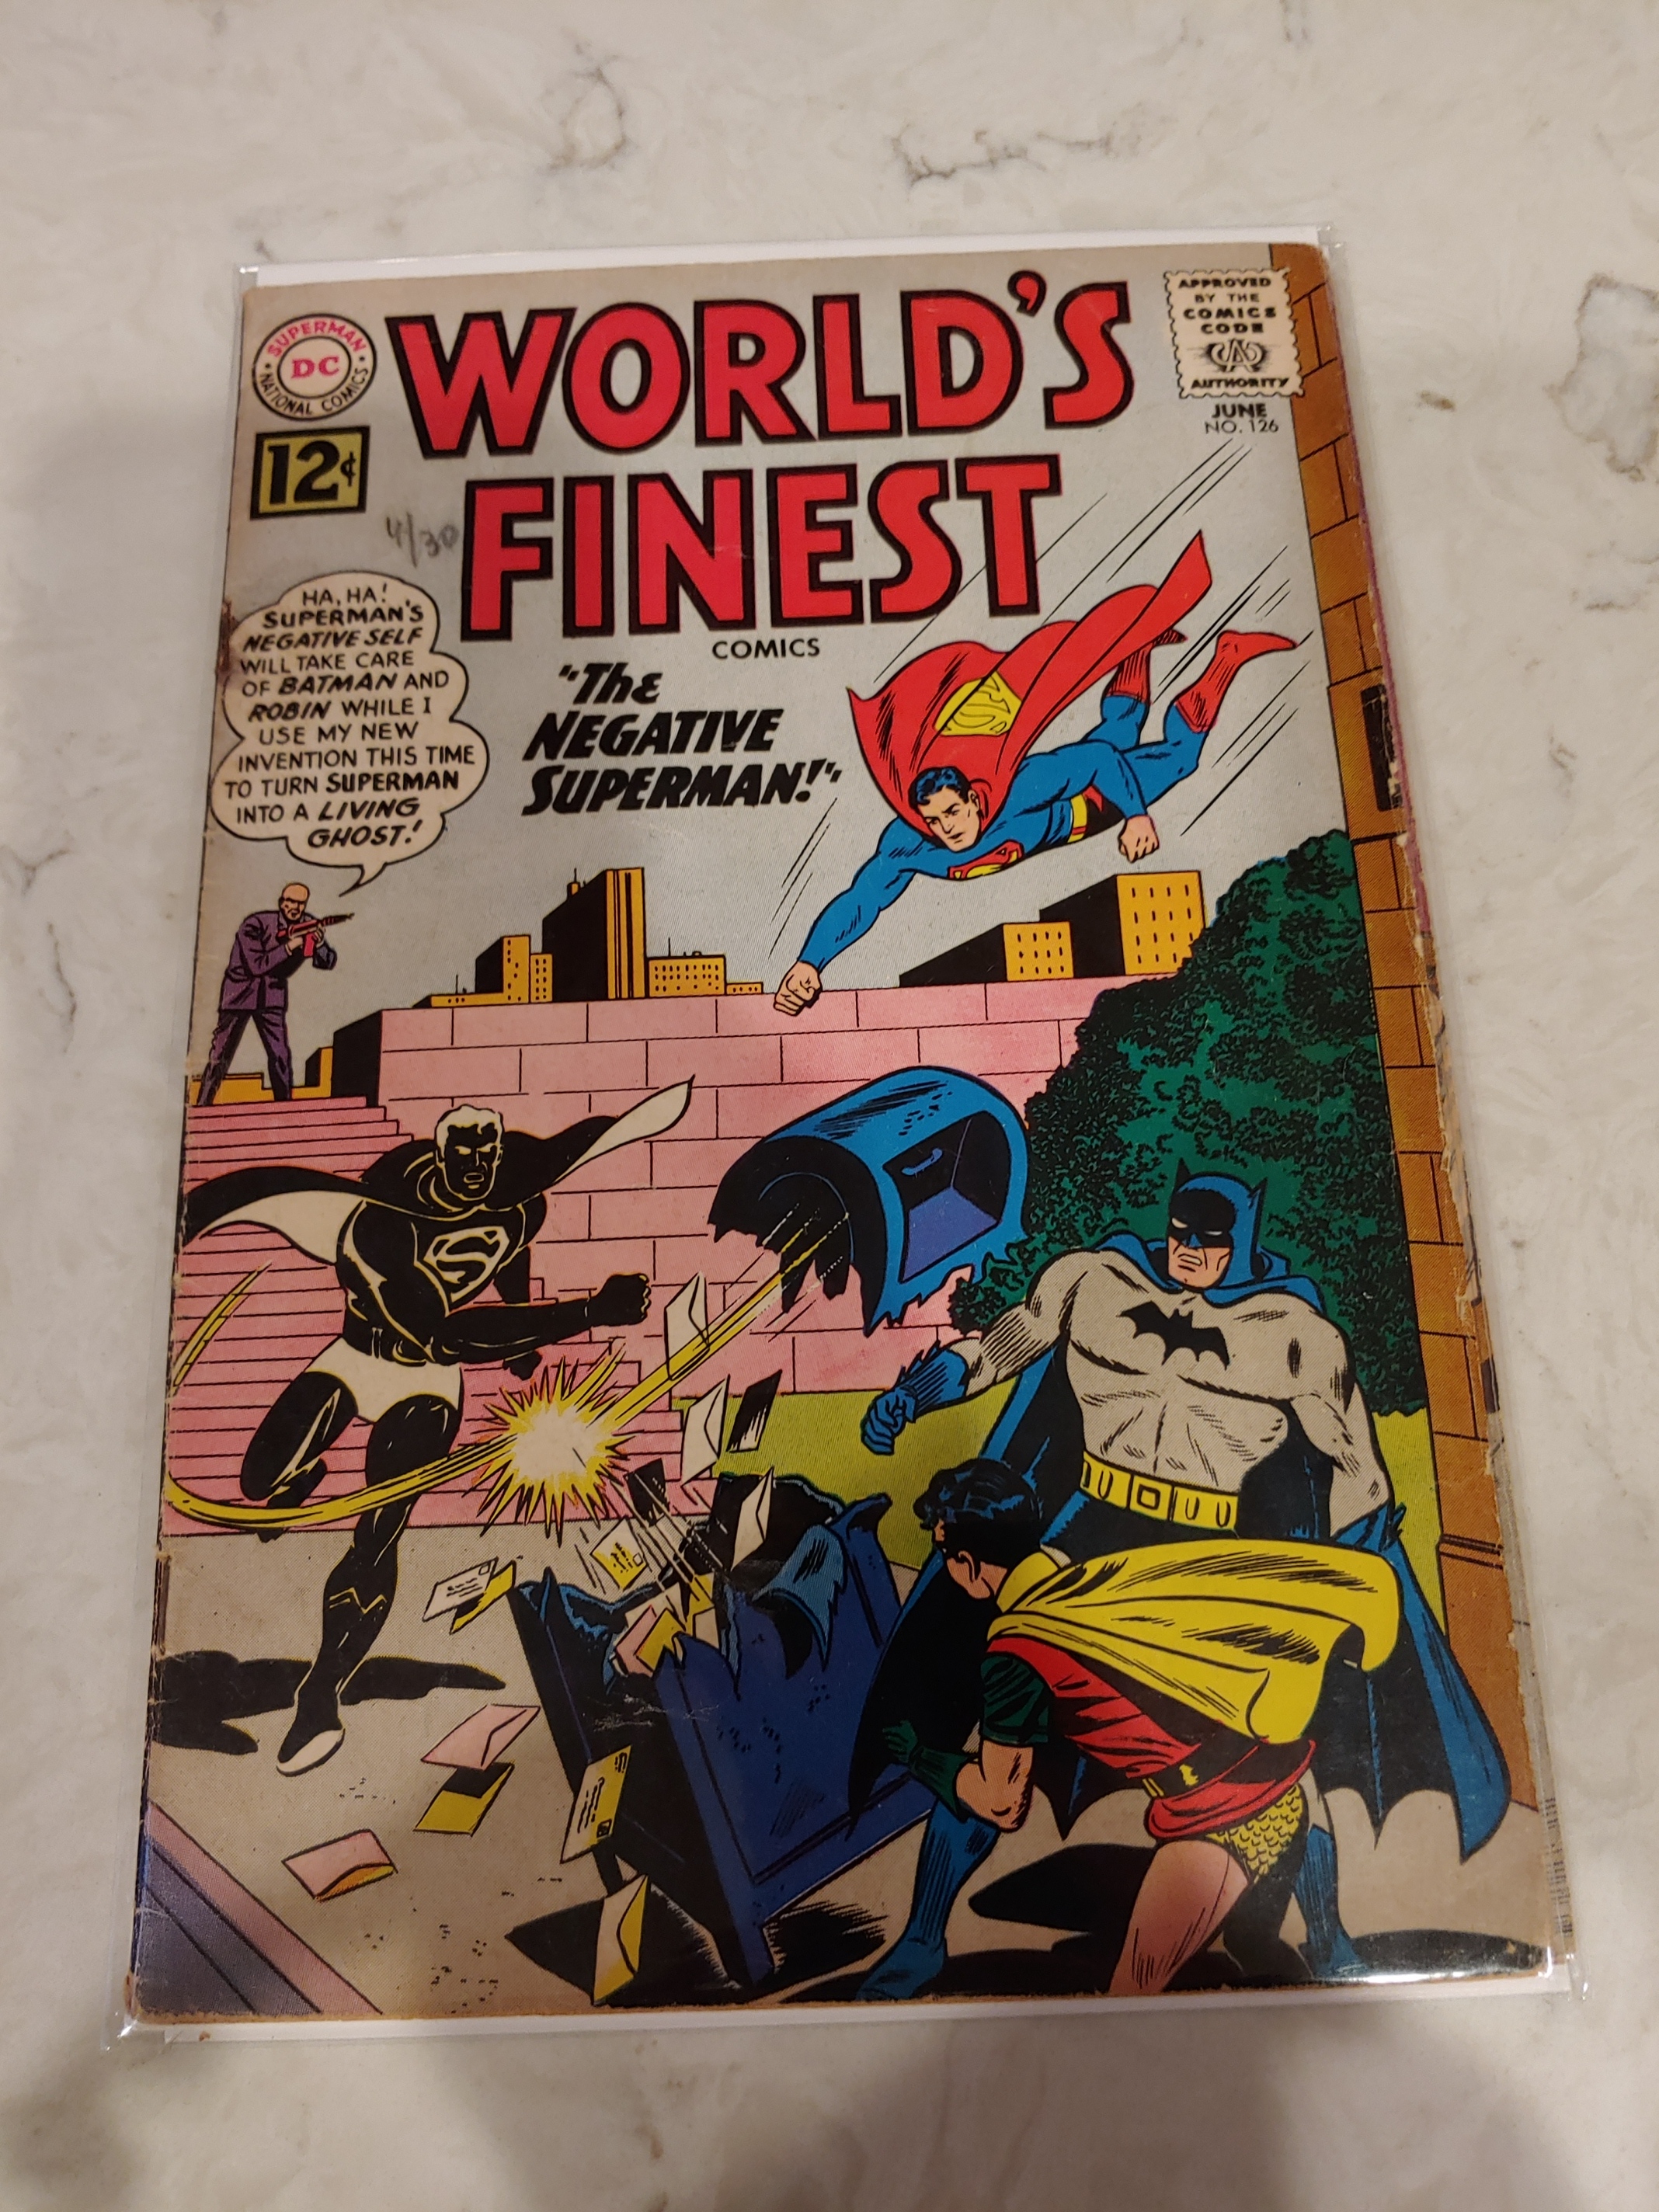 SUPERMAN
DC
NATIONAL COMICS
12¢
WORLD'S
FINEST
COMICS
APPROVED
BY THE
COMICS
CODE
CA
AUTHORITY
JUNE
NO. 126
4/30
HA, HA!
SUPERMAN'S
NEGATIVE SELF
WILL TAKE CARE
OF BATMAN AND
ROBIN WHILE I
USE MY NEW
INVENTION THIS TIME
TO TURN SUPERMAN
INTO A LIVING
GHOST!
"The
NEGATIVE
SUPERMAN!"
S
S
S